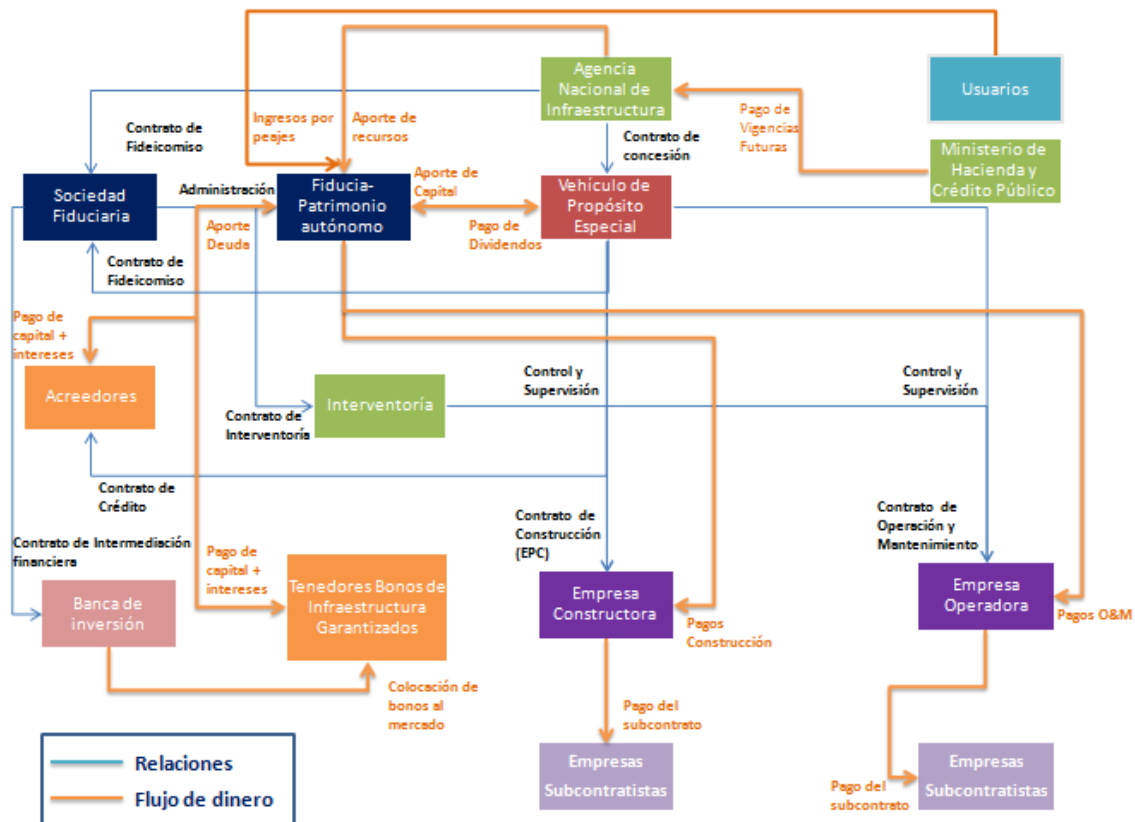 Agencia
Nacional de
Infraestructura
Usuarios
Pago de
Vigencias
Futuras
Ingresos por
peajes
Aporte de
recursos
Contrato de
Fideicomiso
Contrato de
concesión
Ministerio de
Hacienda y
Crédito Público
Sociedad
Fiduciaria
Administración
Fiducia-
Patrimonio
autónomo
Aporte de
Capital
Pago de
Dividendos
Vehículo de
Propósito
Especial
Aporte
Deuda
Contrato de
Fideicomiso
Pago de
capital +
intereses
Acreedores
Interventoría
Control y
Supervisión
Control y
Supervisión
Contrato de
Interventoría
Contrato de
Crédito
Contrato de
Construcción
(EPC)
Contrato de
Operación y
Mantenimiento
Contrato de Intermediación
financiera
Pago de
capital +
intereses
Banca de
inversión
Tenedores Bonos de
Infraestructura
Garantizados
Empresa
Constructora
Empresa
Operadora
Pagos
Construcción
Pagos O&M
Colocación de
bonos al
mercado
Pago del
subcontrato
Relaciones
Flujo de dinero
Empresas
Subcontratistas
Pago del
subcontrato
Empresas
Subcontratistas